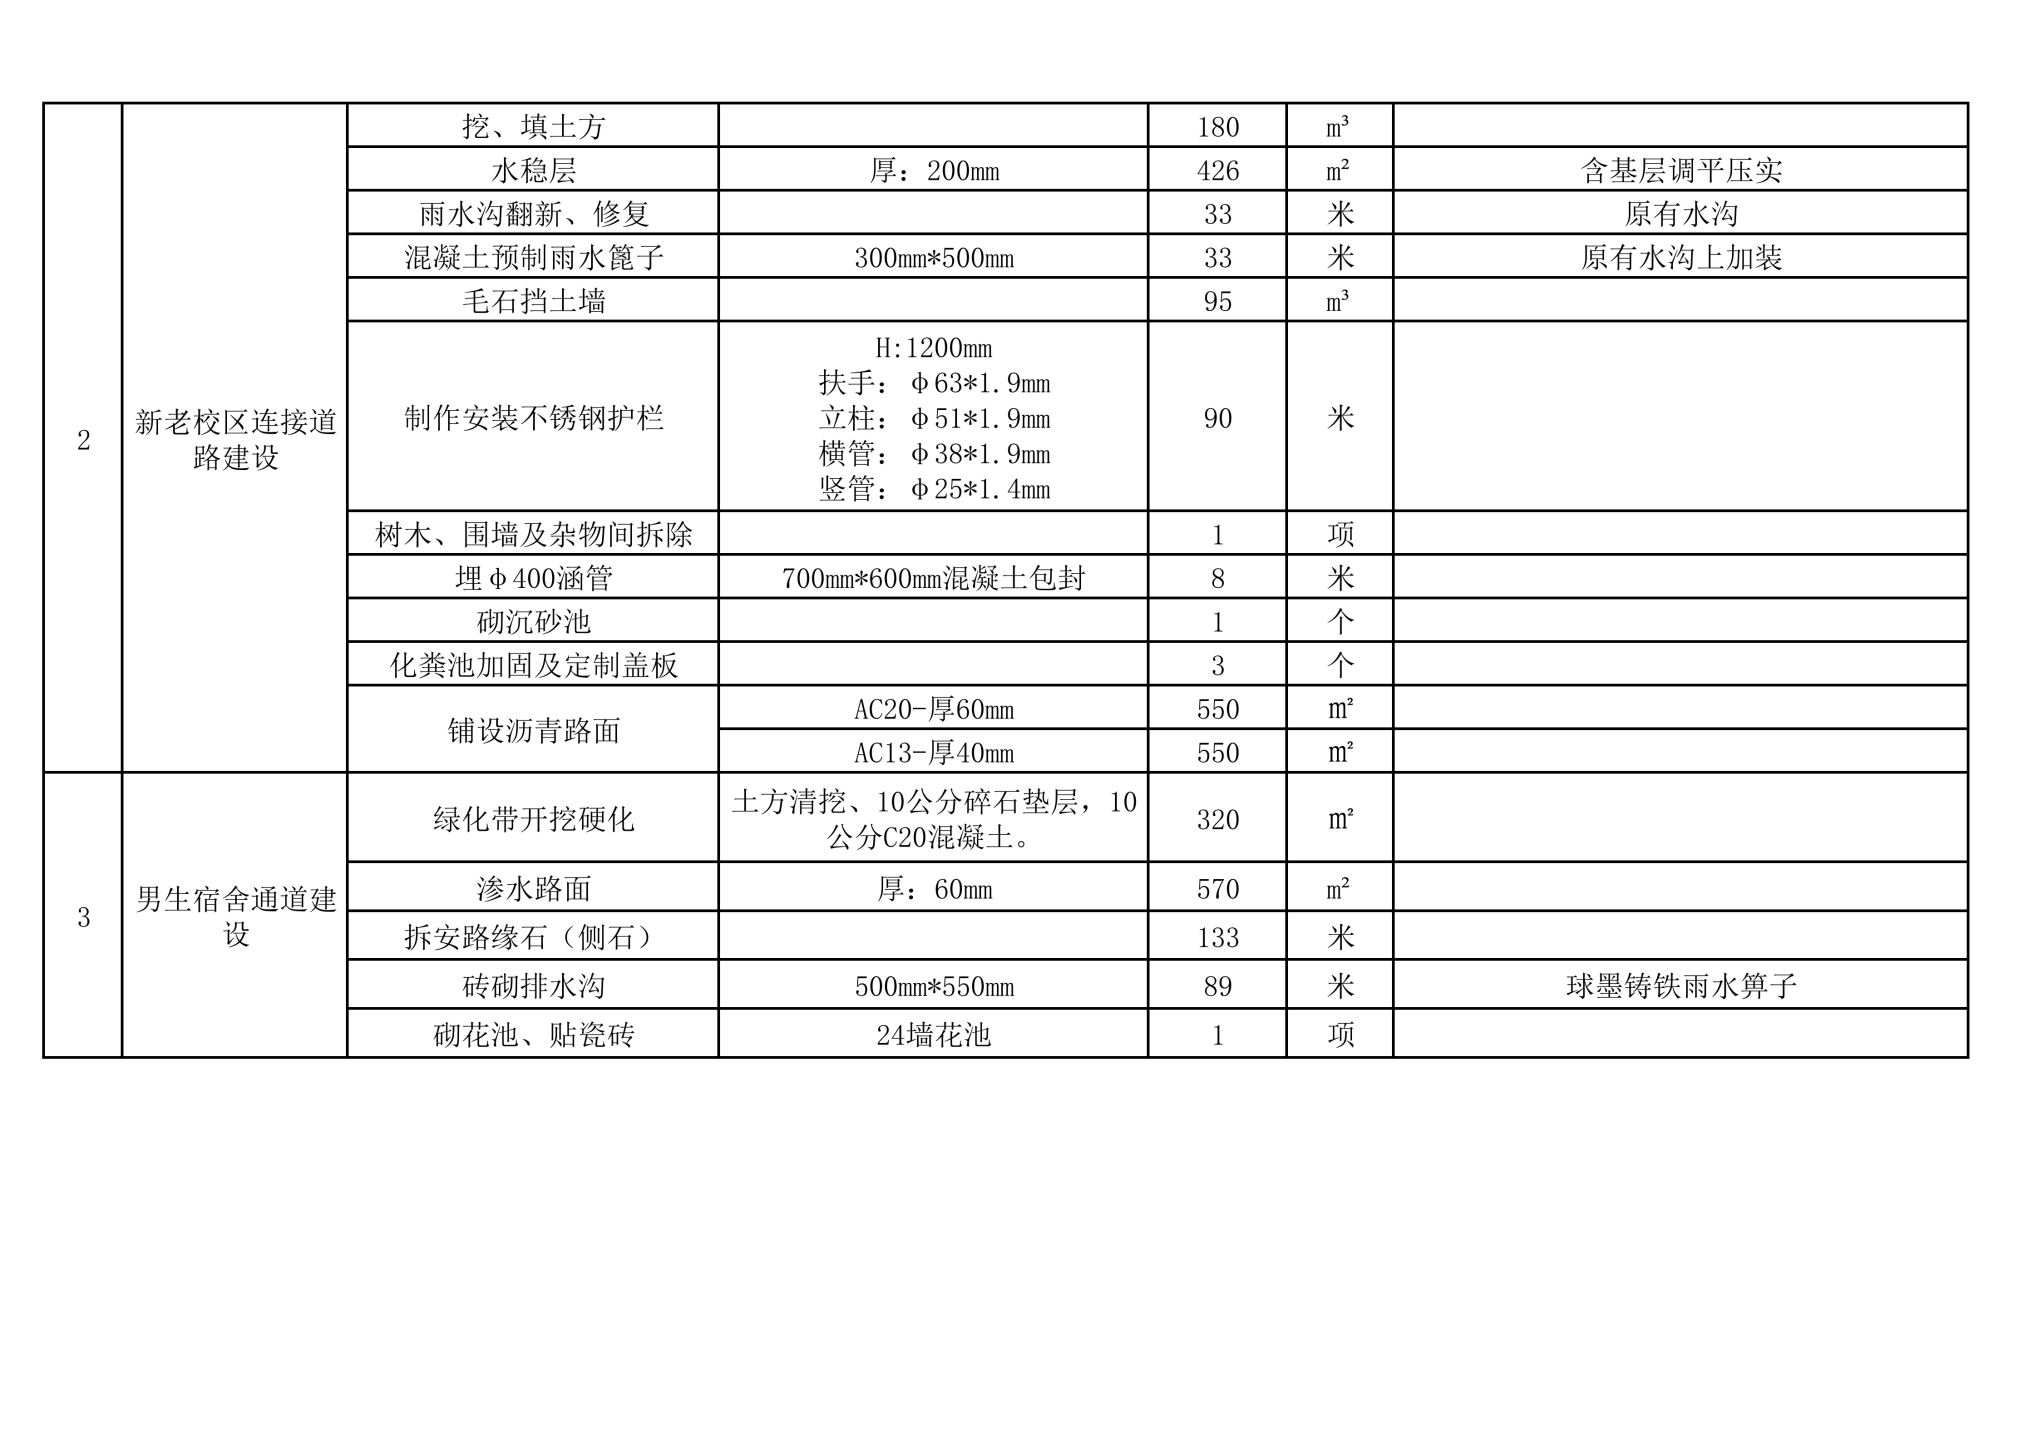 2
新老校区连接道
路建设
挖、填土方 180 m³
水稳层 厚：200mm 426 m² 含基层调平压实
雨水沟翻新、修复 33 米 原有水沟
混凝土预制雨水篦子 300mm*500mm 33 米 原有水沟上加装
毛石挡土墙 95 m³
制作安装不锈钢护栏
H:1200mm
扶手：φ63*1.9mm
立柱：φ51*1.9mm
横管：φ38*1.9mm
竖管：φ25*1.4mm
90 米
树木、围墙及杂物间拆除 1 项
埋φ400涵管 700mm*600mm混凝土包封 8 米
砌沉砂池 1 个
化粪池加固及定制盖板 3 个
铺设沥青路面
AC20-厚60mm 550 ㎡
AC13-厚40mm 550 ㎡
3
男生宿舍通道建
设
绿化带开挖硬化
土方清挖、10公分碎石垫层，10
公分C20混凝土。
320 ㎡
渗水路面 厚：60mm 570 m²
拆安路缘石（侧石） 133 米
砖砌排水沟 500mm*550mm 89 米 球墨铸铁雨水箅子
砌花池、贴瓷砖 24墙花池 1 项